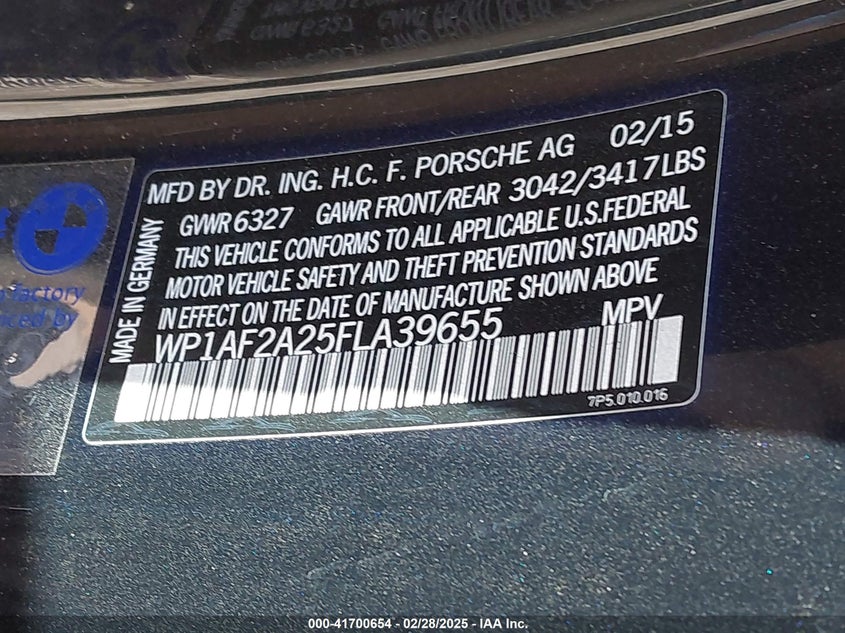 MFD BY DR. ING. H.C. F. PORSCHE AG 02/15
GVWR 6327 GAWR FRONT/REAR 3042/3417LBS
THIS VEHICLE CONFORMS TO ALL APPLICABLE U.S.FEDERAL
MOTOR VEHICLE SAFETY AND THEFT PREVENTION STANDARDS
IN EFFECT ON THE DATE OF MANUFACTURE SHOWN ABOVE
WP1AF2A25FLA39655 MPV
7P5.010.016
MADE IN GERMANY
factory
by
000-41700654 / 02/28/2025 - IAA Inc.